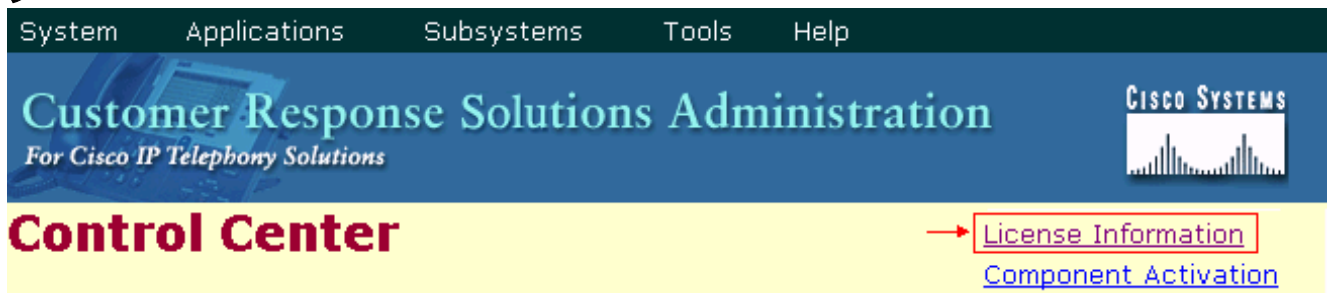 System Applications Subsystems Tools Help
Customer Response Solutions Administration
For Cisco IP Telephony Solutions
CISCO SYSTEMS
Control Center
License Information
Component Activation